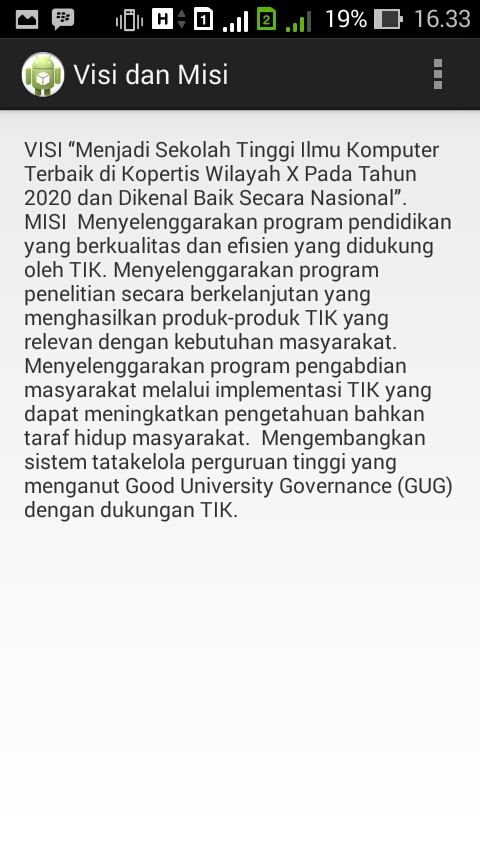 H 1 2 19% 16.33
Visi dan Misi
VISI “Menjadi Sekolah Tinggi Ilmu Komputer
Terbaik di Kopertis Wilayah X Pada Tahun
2020 dan Dikenal Baik Secara Nasional”.
MISI  Menyelenggarakan program pendidikan
yang berkualitas dan efisien yang didukung
oleh TIK. Menyelenggarakan program
penelitian secara berkelanjutan yang
menghasilkan produk-produk TIK yang
relevan dengan kebutuhan masyarakat.
Menyelenggarakan program pengabdian
masyarakat melalui implementasi TIK yang
dapat meningkatkan pengetahuan bahkan
taraf hidup masyarakat.  Mengembangkan
sistem tatakelola perguruan tinggi yang
menganut Good University Governance (GUG)
dengan dukungan TIK.